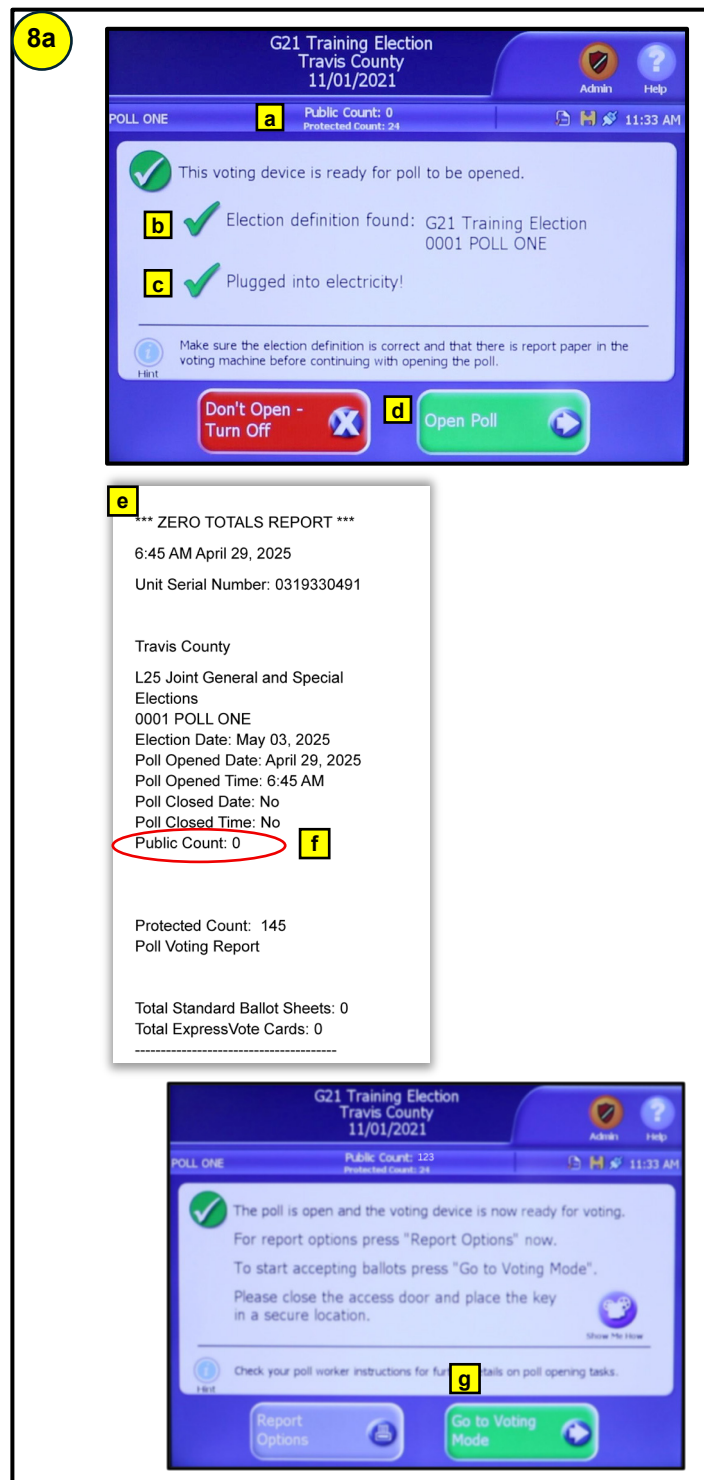 8a
G21 Training Election
Travis County
11/01/2021
Admin
Help
POLL ONE
a
Public Count: 0
Protected Count: 24
11:33 AM
This voting device is ready for poll to be opened.
b
Election definition found: G21 Training Election
0001 POLL ONE
c
Plugged into electricity!
Make sure the election definition is correct and that there is report paper in the
voting machine before continuing with opening the poll.
Hint
Don't Open -
Turn Off
d
Open Poll
e
*** ZERO TOTALS REPORT ***
6:45 AM April 29, 2025
Unit Serial Number: 0319330491
Travis County
L25 Joint General and Special
Elections
0001 POLL ONE
Election Date: May 03, 2025
Poll Opened Date: April 29, 2025
Poll Opened Time: 6:45 AM
Poll Closed Date: No
Poll Closed Time: No
Public Count: 0
f
Protected Count: 145
Poll Voting Report
Total Standard Ballot Sheets: 0
Total ExpressVote Cards: 0
---------------------------------------
G21 Training Election
Travis County
11/01/2021
Admin
Help
POLL ONE
Public Count: 123
Protected Count: 24
11:33 AM
The poll is open and the voting device is now ready for voting.
For report options press "Report Options" now.
To start accepting ballots press "Go to Voting Mode".
Please close the access door and place the key
in a secure location.
Show Me How
Check your poll worker instructions for fur tails on poll opening tasks.
Hint
g
Report
Options
Go to Voting
Mode